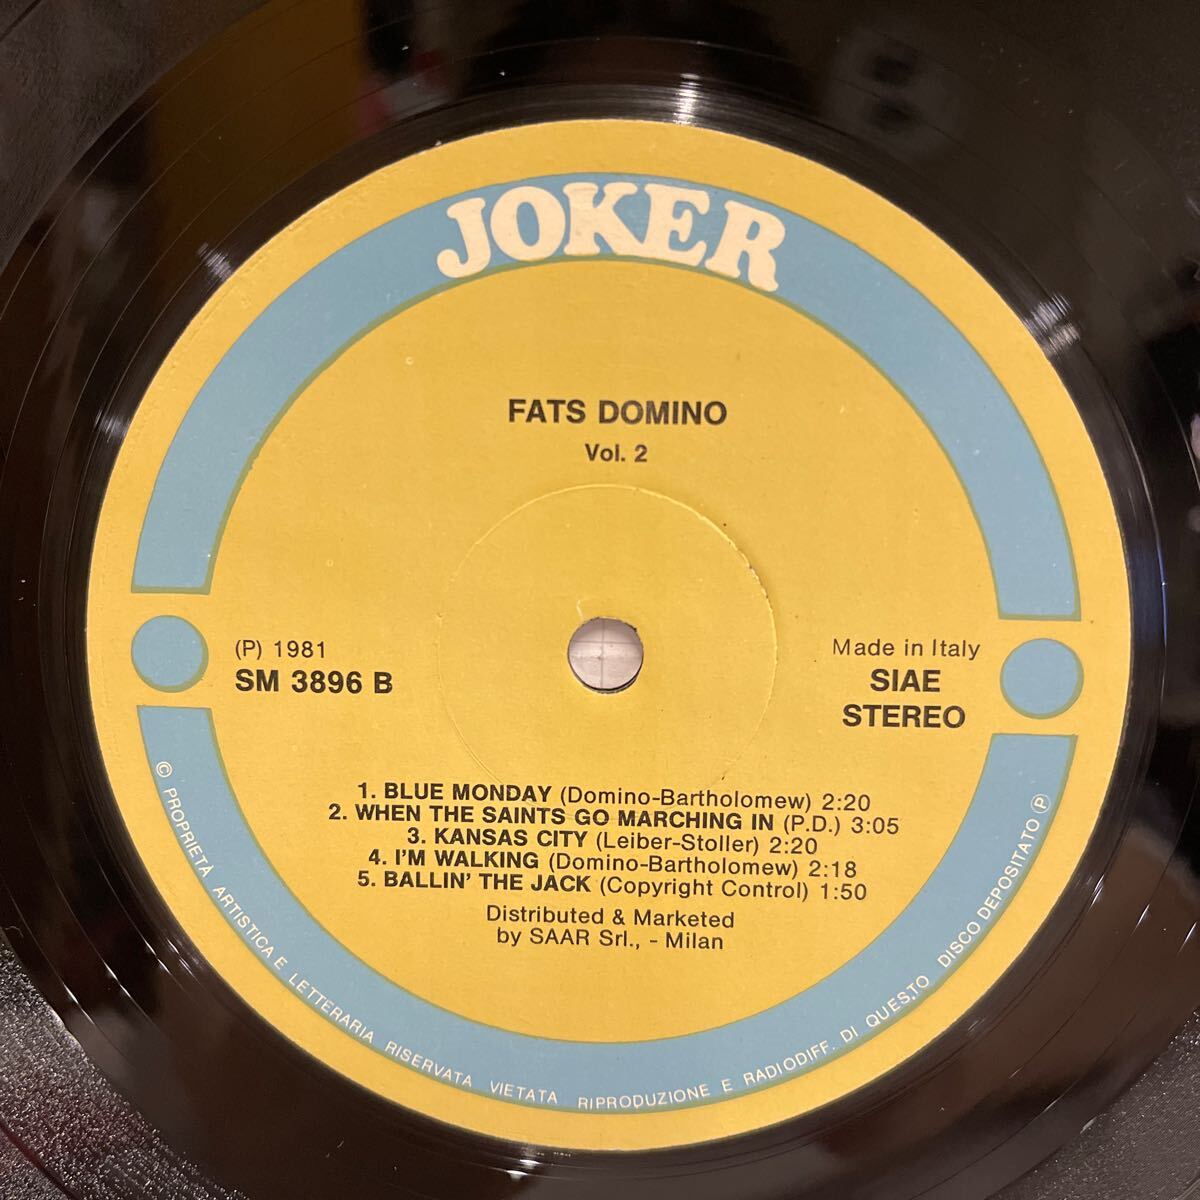 JOKER
FATS DOMINO
Vol. 2
(P) 1981
SM 3896 B
Made in Italy
SIAE
STEREO
1. BLUE MONDAY (Domino-Bartholomew) 2:20
2. WHEN THE SAINTS GO MARCHING IN (P.D.) 3:05
3. KANSAS CITY (Leiber-Stoller) 2:20
4. I'M WALKING (Domino-Bartholomew) 2:18
5. BALLIN' THE JACK (Copyright Control) 1:50
Distributed & Marketed
by SAAR Srl., - Milan
© PROPRIETÀ ARTISTICA E LETTERARIA RISERVATA VIETATA RIPRODUZIONE E RADIODIFF. DI QUESTO DISCO DEPOSITATO ℗